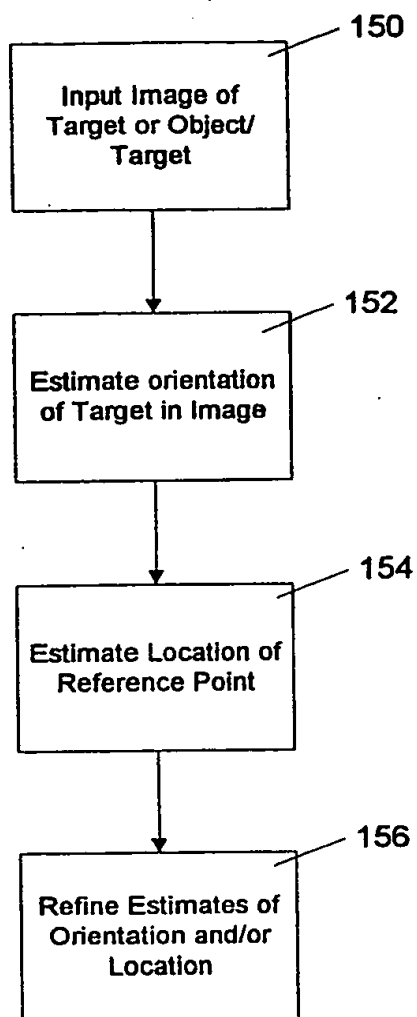 150
Input Image of
Target or Object/
Target
152
Estimate orientation
of Target in Image
154
Estimate Location of
Reference Point
156
Refine Estimates of
Orientation and/or
Location